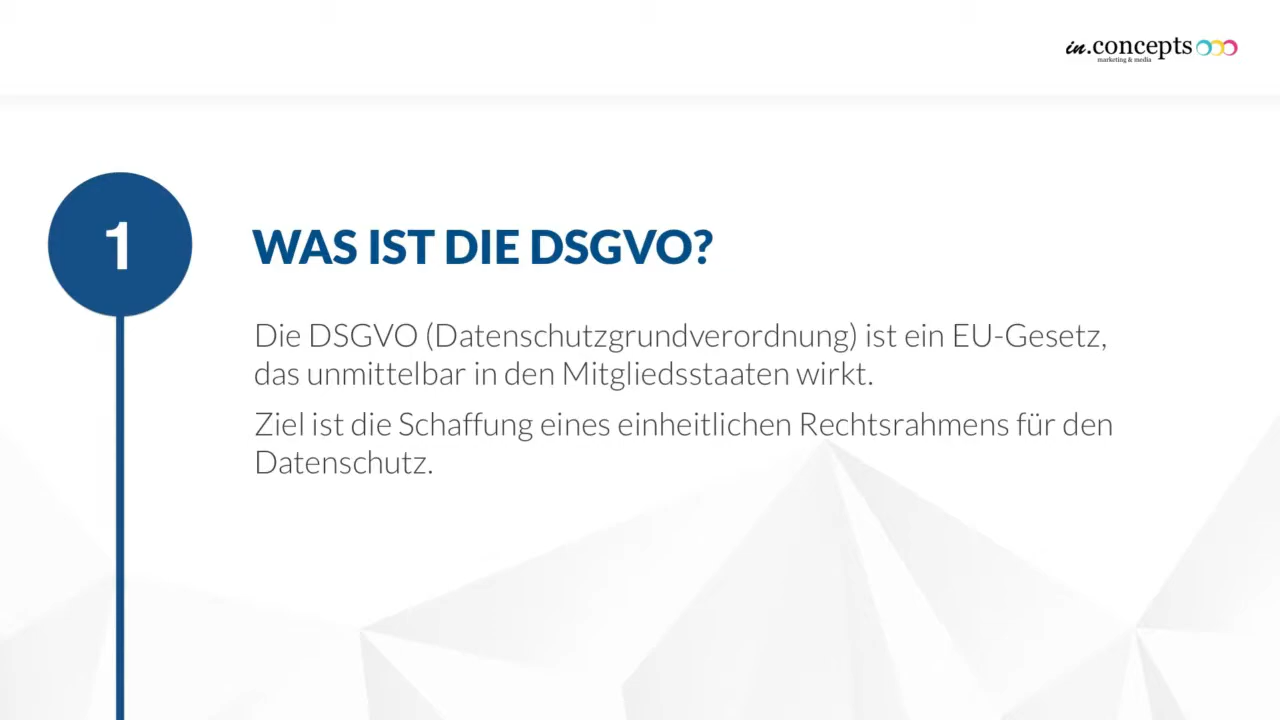 in.concepts
marketing & media
1
WAS IST DIE DSGVO?
Die DSGVO (Datenschutzgrundverordnung) ist ein EU-Gesetz,
das unmittelbar in den Mitgliedsstaaten wirkt.
Ziel ist die Schaffung eines einheitlichen Rechtsrahmens für den
Datenschutz.